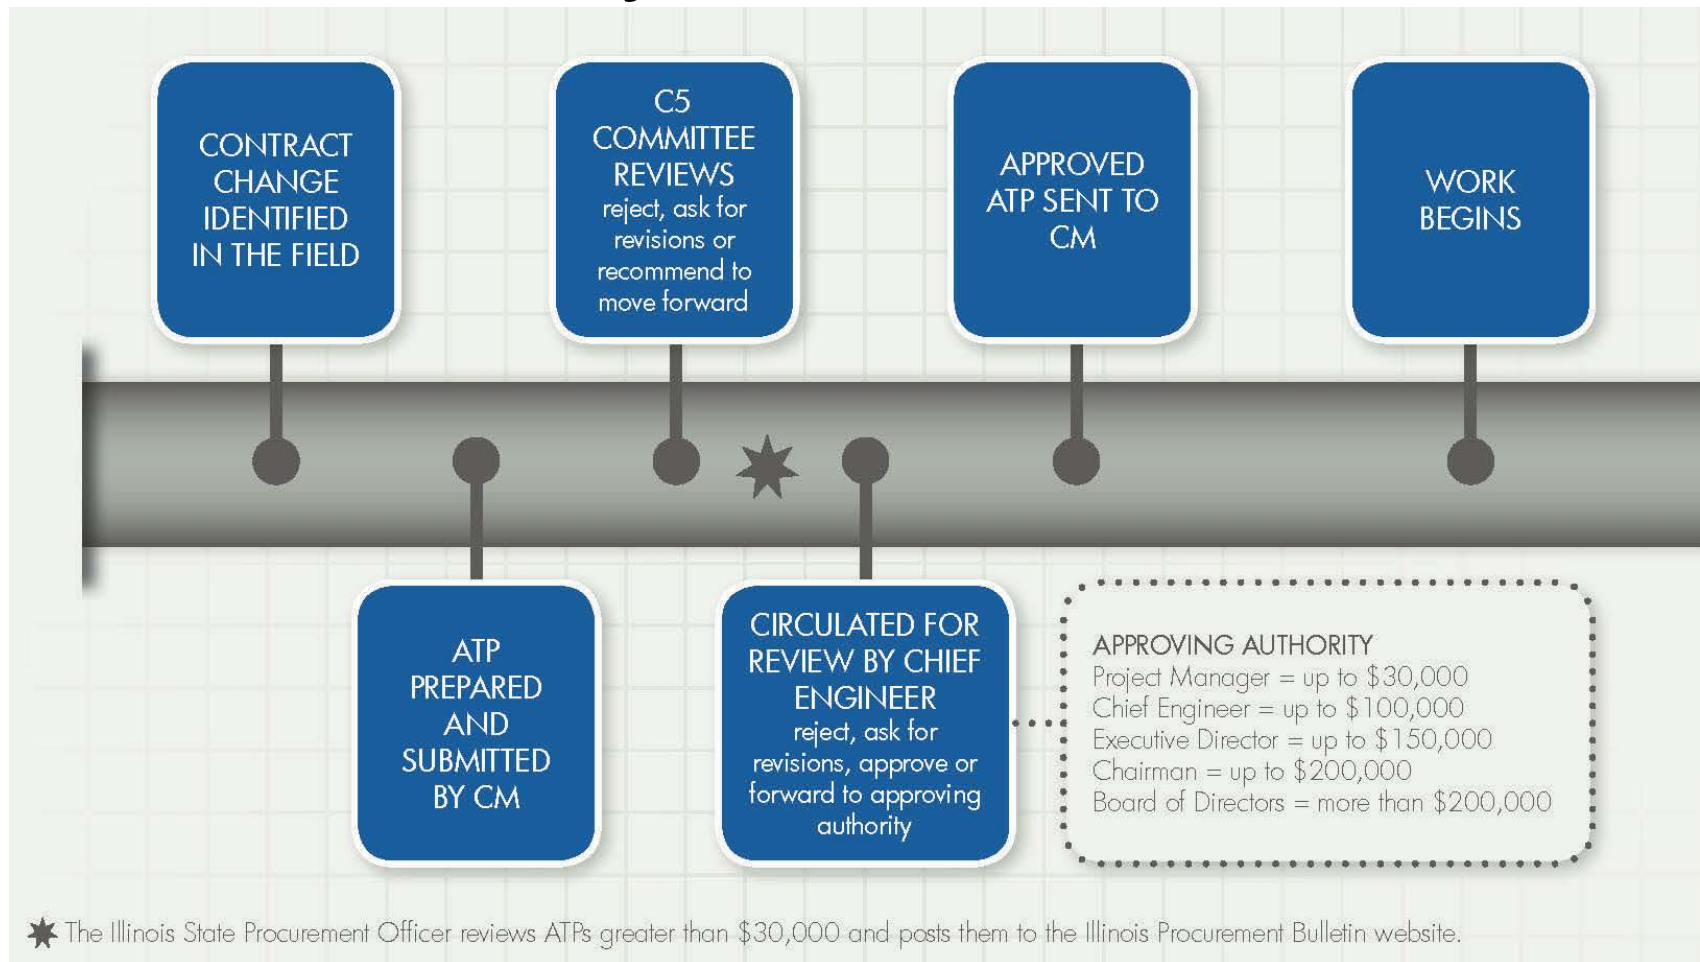 CONTRACT
CHANGE
IDENTIFIED
IN THE FIELD
ATP
PREPARED
AND
SUBMITTED
BY CM
C5
COMMITTEE
REVIEWS
reject, ask for
revisions or
recommend to
move forward
CIRCULATED FOR
REVIEW BY CHIEF
ENGINEER
reject, ask for
revisions, approve or
forward to approving
authority
APPROVING AUTHORITY
Project Manager = up to $30,000
Chief Engineer = up to $100,000
Executive Director = up to $150,000
Chairman = up to $200,000
Board of Directors = more than $200,000
APPROVED
ATP SENT TO
CM
WORK
BEGINS
The Illinois State Procurement Officer reviews ATPs greater than $30,000 and posts them to the Illinois Procurement Bulletin website.